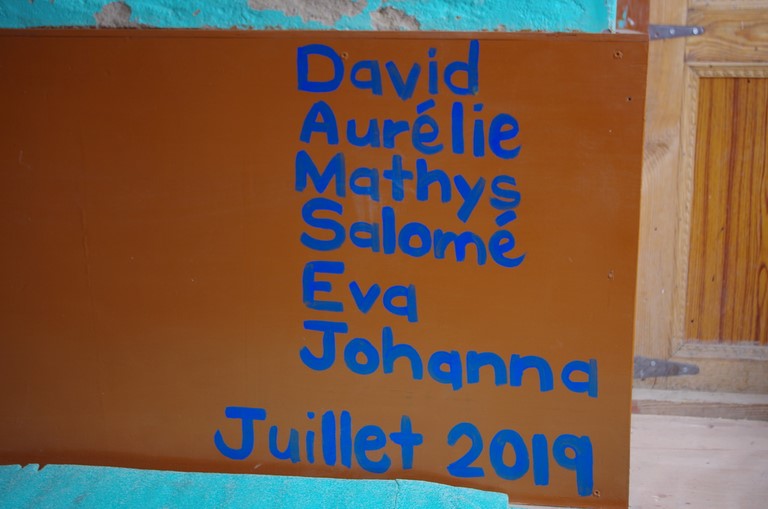 David
Aurélie
Mathys
Salomé
Eva
Johanna
Juillet 2019